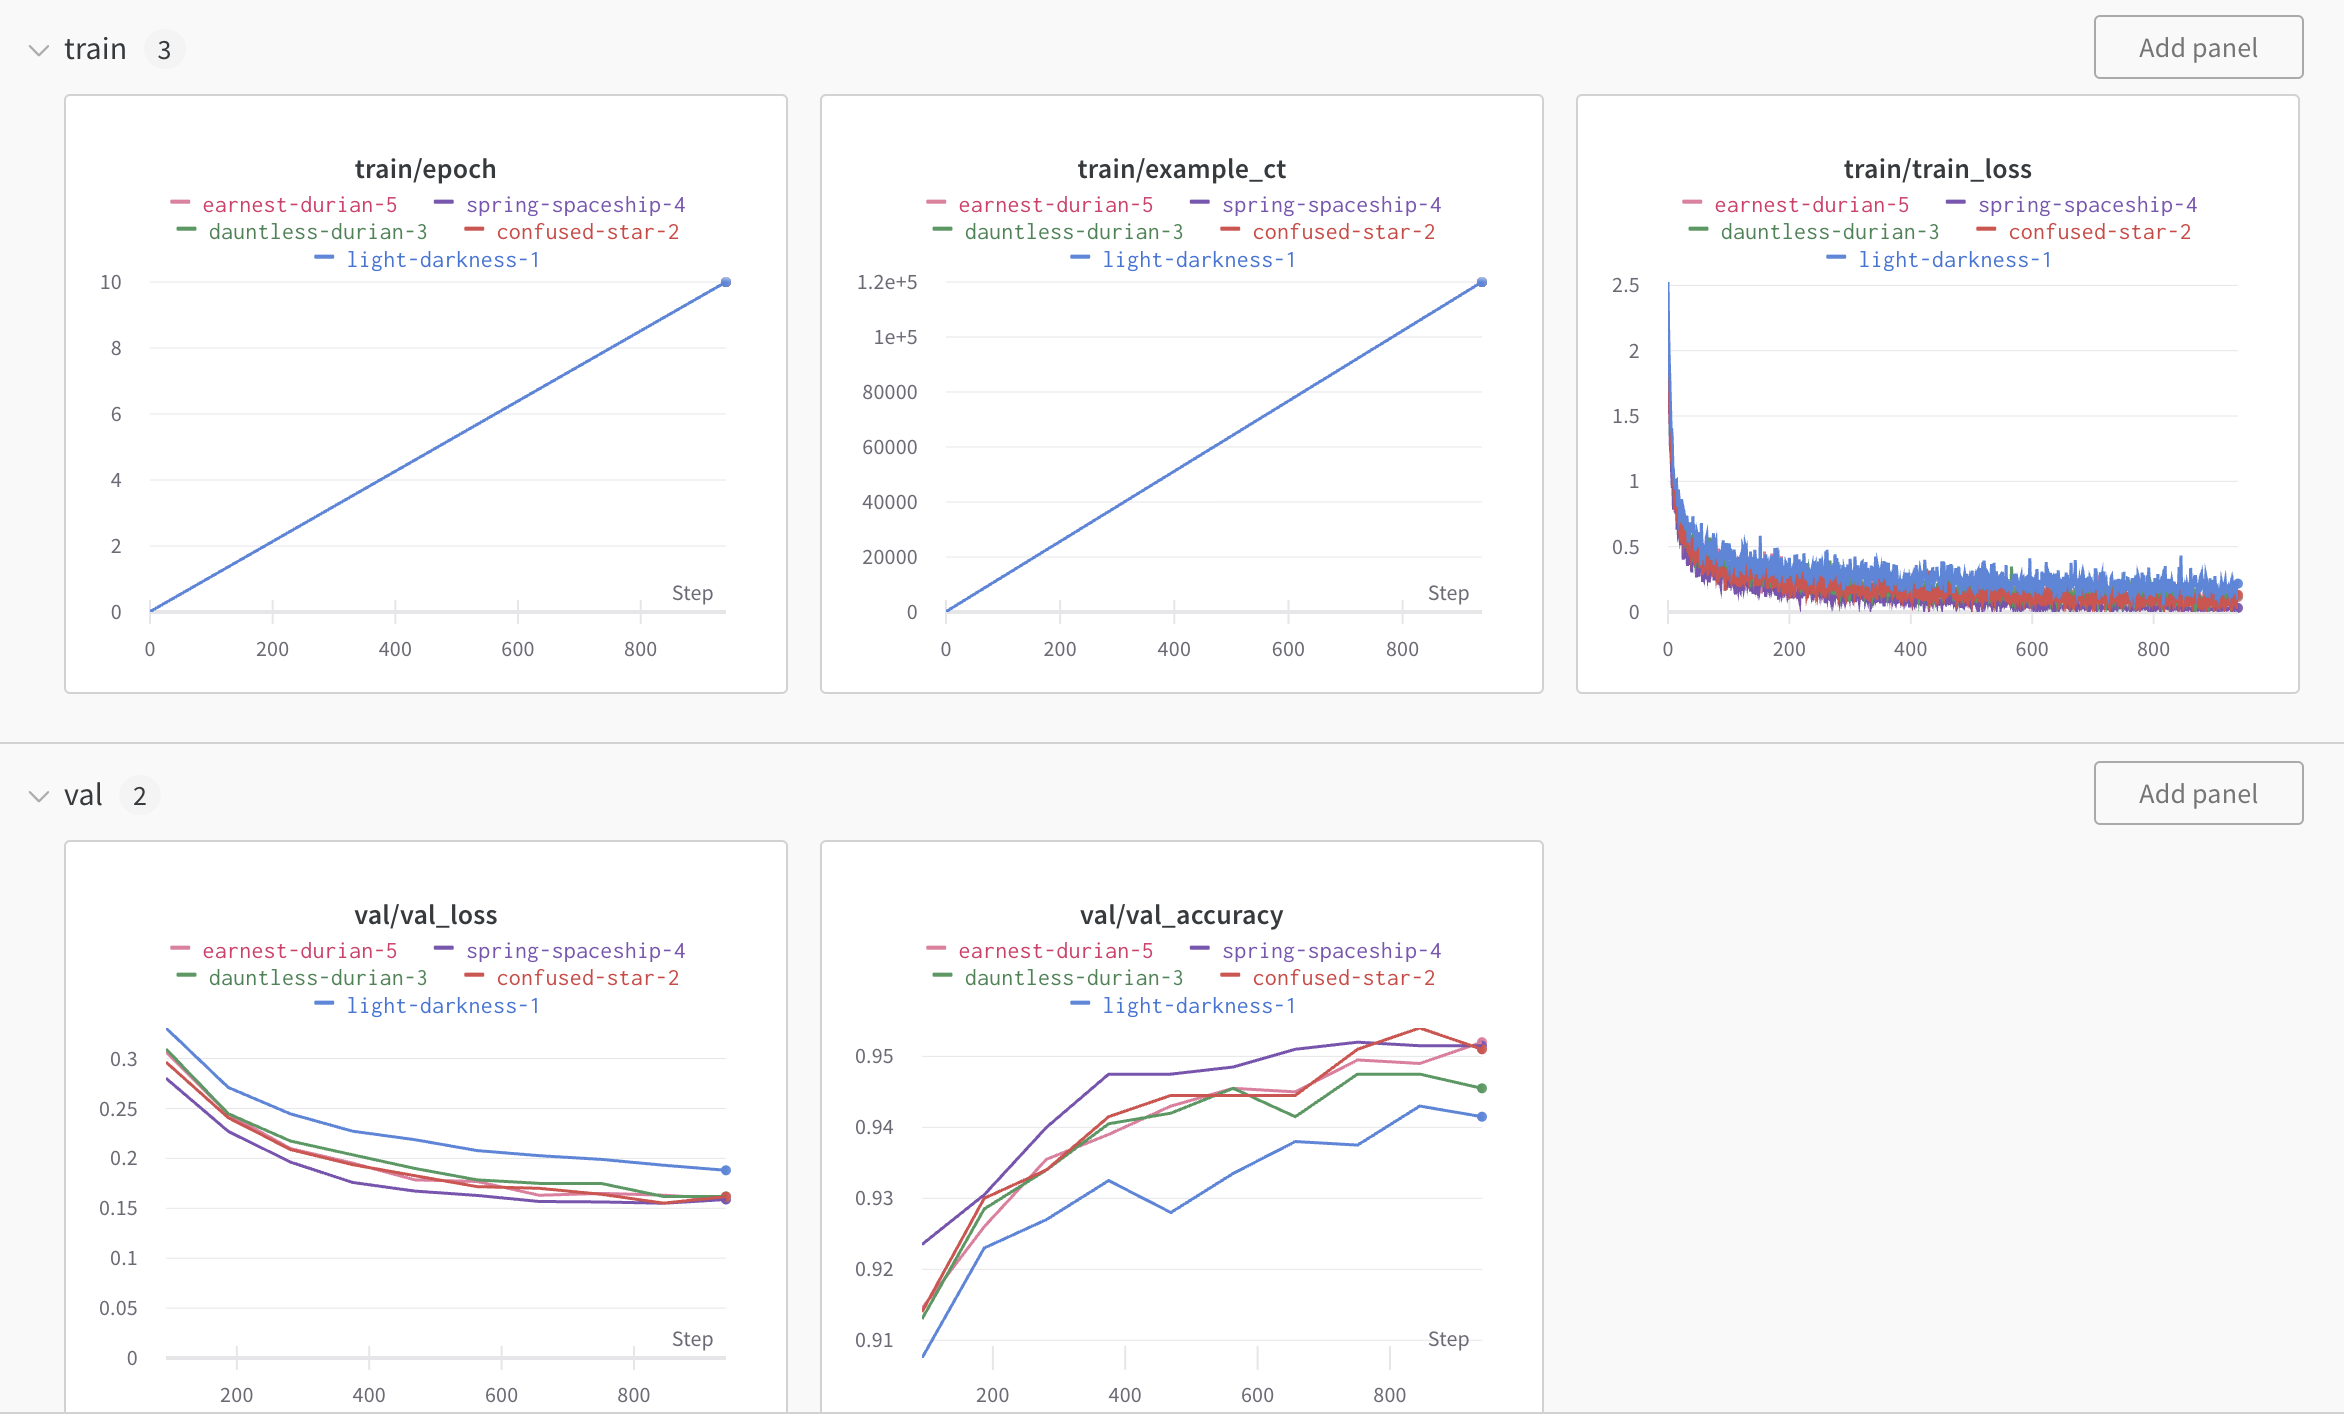 train 3
Add panel
train/epoch
earnest-durian-5 spring-spaceship-4
dauntless-durian-3 confused-star-2
light-darkness-1
10
8
6
4
2
0
Step
0 200 400 600 800
train/example_ct
earnest-durian-5 spring-spaceship-4
dauntless-durian-3 confused-star-2
light-darkness-1
1.2e+5
1e+5
80000
60000
40000
20000
0
Step
0 200 400 600 800
train/train_loss
earnest-durian-5 spring-spaceship-4
dauntless-durian-3 confused-star-2
light-darkness-1
2.5
2
1.5
1
0.5
0
0 200 400 600 800
val 2
Add panel
val/val_loss
earnest-durian-5 spring-spaceship-4
dauntless-durian-3 confused-star-2
light-darkness-1
0.3
0.25
0.2
0.15
0.1
0.05
0
Step
200 400 600 800
val/val_accuracy
earnest-durian-5 spring-spaceship-4
dauntless-durian-3 confused-star-2
light-darkness-1
0.95
0.94
0.93
0.92
0.91
Step
200 400 600 800